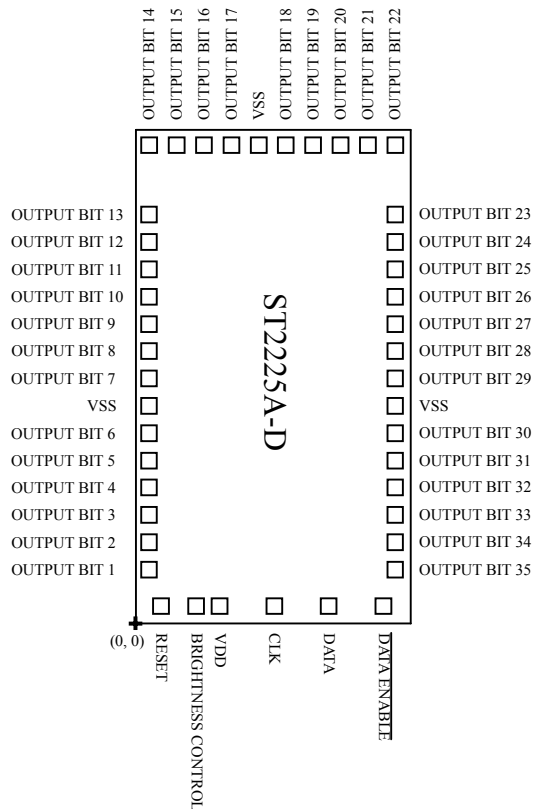 OUTPUT BIT 14
OUTPUT BIT 15
OUTPUT BIT 16
OUTPUT BIT 17
VSS
OUTPUT BIT 18
OUTPUT BIT 19
OUTPUT BIT 20
OUTPUT BIT 21
OUTPUT BIT 22
OUTPUT BIT 13
OUTPUT BIT 12
OUTPUT BIT 11
OUTPUT BIT 10
OUTPUT BIT 9
OUTPUT BIT 8
OUTPUT BIT 7
VSS
OUTPUT BIT 6
OUTPUT BIT 5
OUTPUT BIT 4
OUTPUT BIT 3
OUTPUT BIT 2
OUTPUT BIT 1
ST2225A-D
OUTPUT BIT 23
OUTPUT BIT 24
OUTPUT BIT 25
OUTPUT BIT 26
OUTPUT BIT 27
OUTPUT BIT 28
OUTPUT BIT 29
VSS
OUTPUT BIT 30
OUTPUT BIT 31
OUTPUT BIT 32
OUTPUT BIT 33
OUTPUT BIT 34
OUTPUT BIT 35
(0, 0)
RESET
BRIGHTNESS CONTROL
VDD
CLK
DATA
DATA ENABLE